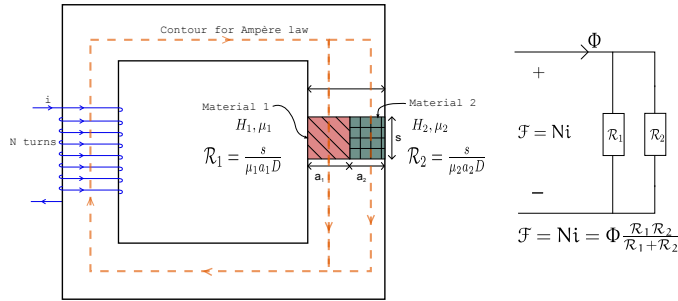 Contour for Ampère law
i
N turns
Material 1
H₁, μ₁
ℛ₁ = s/(μ₁a₁D)
Material 2
H₂, μ₂
s
ℛ₂ = s/(μ₂a₂D)
a₁
a₂
Φ
+
ℱ = Ni
ℛ₁
ℛ₂
−
ℱ = Ni = Φ ℛ₁ℛ₂/(ℛ₁+ℛ₂)